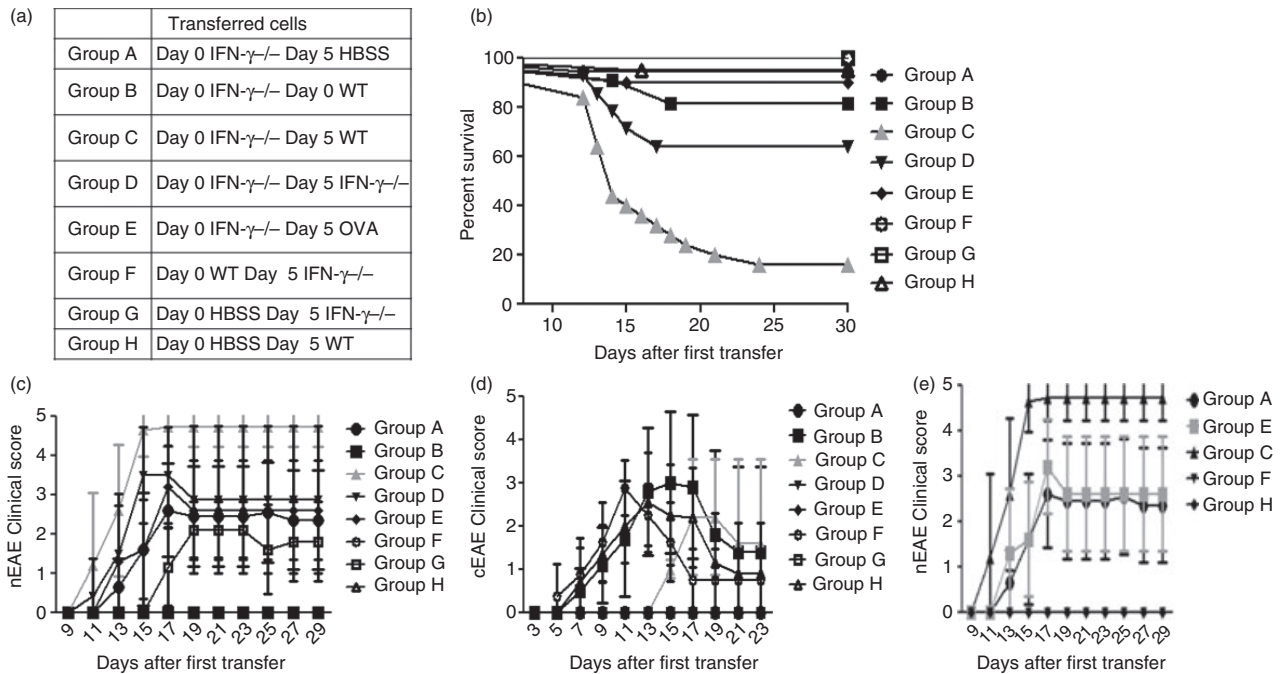 (a)
Transferred cells
Group A Day 0 IFN-γ–/– Day 5 HBSS
Group B Day 0 IFN-γ–/– Day 0 WT
Group C Day 0 IFN-γ–/– Day 5 WT
Group D Day 0 IFN-γ–/– Day 5 IFN-γ–/–
Group E Day 0 IFN-γ–/– Day 5 OVA
Group F Day 0 WT Day 5 IFN-γ–/–
Group G Day 0 HBSS Day 5 IFN-γ–/–
Group H Day 0 HBSS Day 5 WT
(b)
Percent survival
100
80
60
40
20
0
10 15 20 25 30
Days after first transfer
Group A
Group B
Group C
Group D
Group E
Group F
Group G
Group H
(c)
nEAE Clinical score
5
4
3
2
1
0
9 11 13 15 17 19 21 23 25 27 29
Days after first transfer
Group A
Group B
Group C
Group D
Group E
Group F
Group G
Group H
(d)
cEAE Clinical score
5
4
3
2
1
0
3 5 7 9 11 13 15 17 19 21 23
Days after first transfer
Group A
Group B
Group C
Group D
Group E
Group F
Group G
Group H
(e)
nEAE Clinical score
5
4
3
2
1
0
9 11 13 15 17 19 21 23 25 27 29
Days after first transfer
Group A
Group E
Group C
Group F
Group H